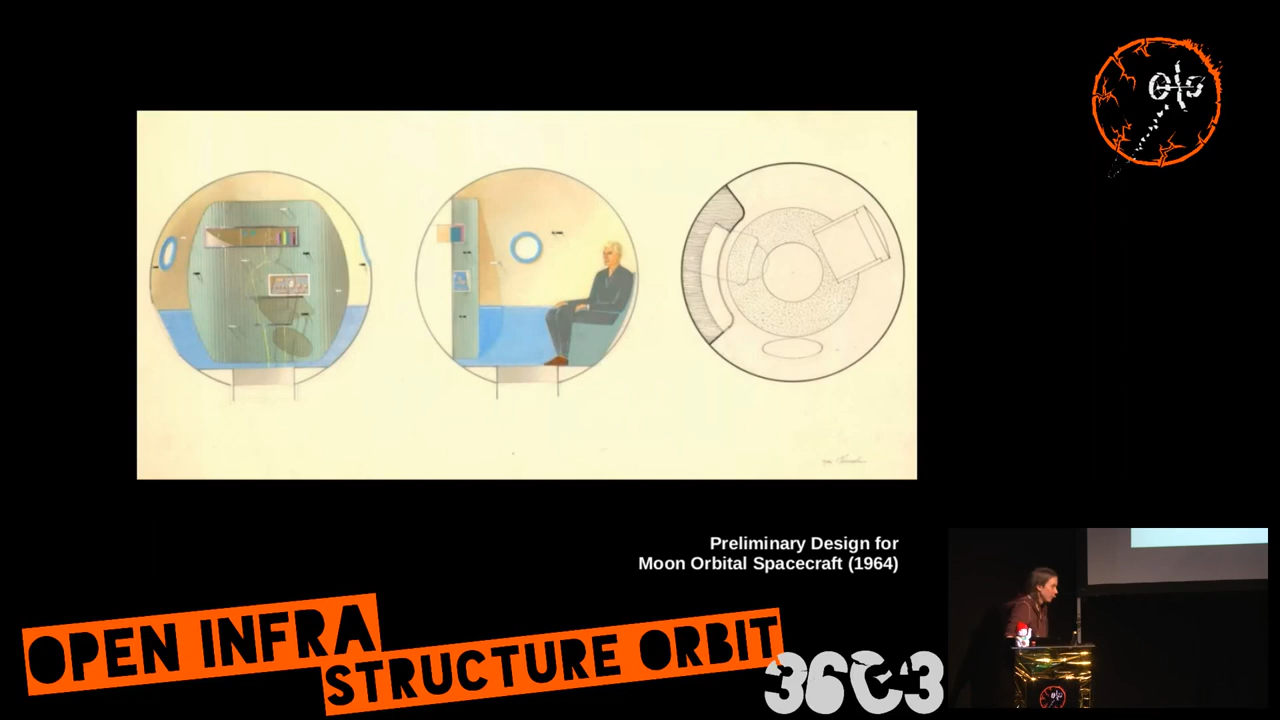 Preliminary Design for
Moon Orbital Spacecraft (1964)
OPEN INFRA
STRUCTURE ORBIT
36C3